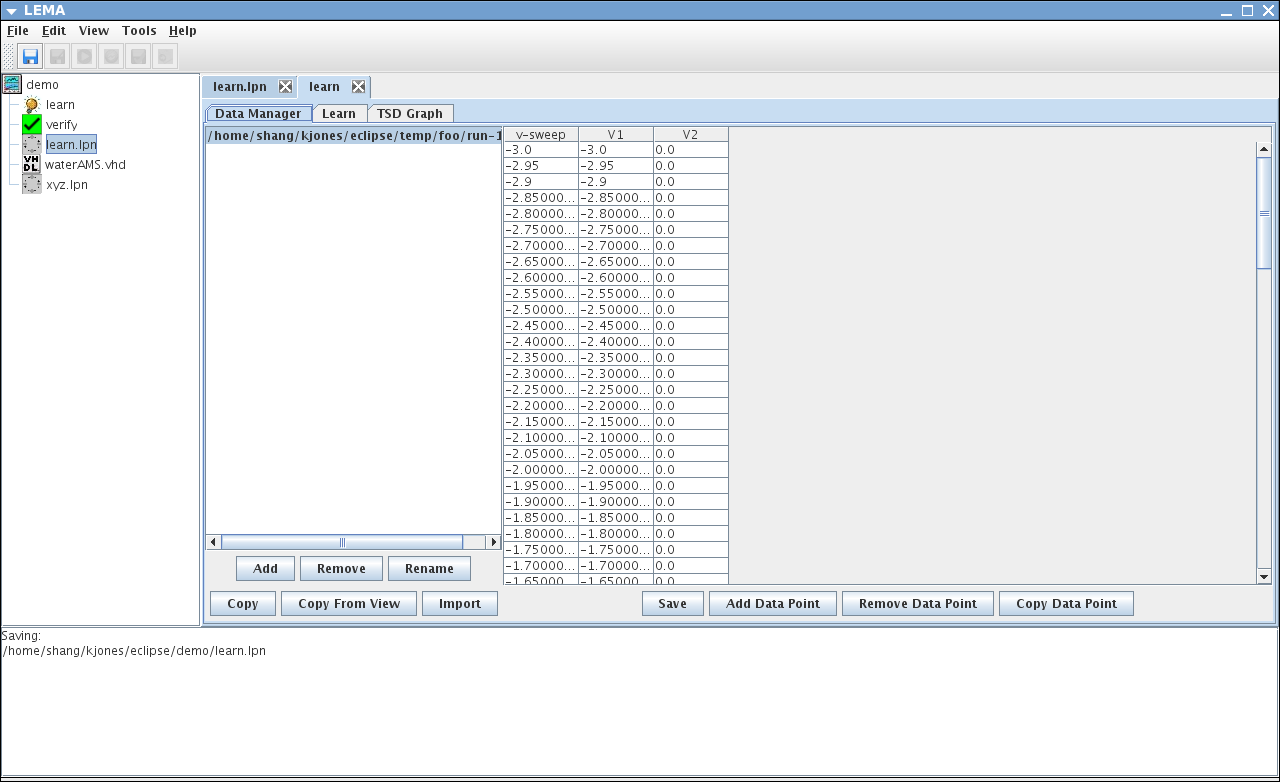 LEMA
File Edit View Tools Help
demo
learn
verify
learn.lpn
waterAMS.vhd
xyz.lpn
learn.lpn learn
Data Manager Learn TSD Graph
/home/shang/kjones/eclipse/temp/foo/run-1
v-sweep V1 V2
-3.0 -3.0 0.0
-2.95 -2.95 0.0
-2.9 -2.9 0.0
-2.85000... -2.85000... 0.0
-2.80000... -2.80000... 0.0
-2.75000... -2.75000... 0.0
-2.70000... -2.70000... 0.0
-2.65000... -2.65000... 0.0
-2.60000... -2.60000... 0.0
-2.55000... -2.55000... 0.0
-2.50000... -2.50000... 0.0
-2.45000... -2.45000... 0.0
-2.40000... -2.40000... 0.0
-2.35000... -2.35000... 0.0
-2.30000... -2.30000... 0.0
-2.25000... -2.25000... 0.0
-2.20000... -2.20000... 0.0
-2.15000... -2.15000... 0.0
-2.10000... -2.10000... 0.0
-2.05000... -2.05000... 0.0
-2.00000... -2.00000... 0.0
-1.95000... -1.95000... 0.0
-1.90000... -1.90000... 0.0
-1.85000... -1.85000... 0.0
-1.80000... -1.80000... 0.0
-1.75000... -1.75000... 0.0
-1.70000... -1.70000... 0.0
-1.65000... -1.65000... 0.0
Add Remove Rename
Copy Copy From View Import
Save Add Data Point Remove Data Point Copy Data Point
Saving:
/home/shang/kjones/eclipse/demo/learn.lpn